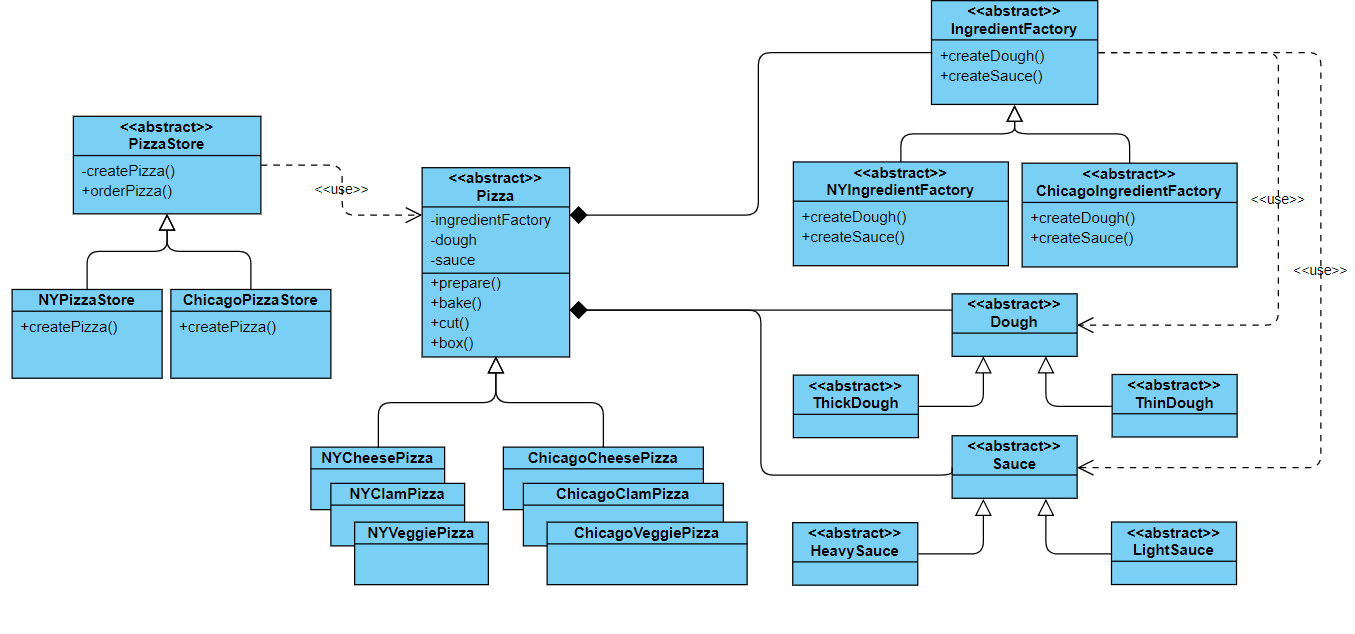 <<abstract>>
IngredientFactory
+createDough()
+createSauce()
<<abstract>>
PizzaStore
-createPizza()
+orderPizza()
<<use>>
<<abstract>>
Pizza
-ingredientFactory
-dough
-sauce
+prepare()
+bake()
+cut()
+box()
<<abstract>>
NYIngredientFactory
+createDough()
+createSauce()
<<abstract>>
ChicagoIngredientFactory
+createDough()
+createSauce()
<<use>>
<<use>>
NYPizzaStore
+createPizza()
ChicagoPizzaStore
+createPizza()
<<abstract>>
Dough
<<abstract>>
ThickDough
<<abstract>>
ThinDough
<<abstract>>
Sauce
<<abstract>>
HeavySauce
<<abstract>>
LightSauce
NYCheesePizza
NYClamPizza
NYVeggiePizza
ChicagoCheesePizza
ChicagoClamPizza
ChicagoVeggiePizza